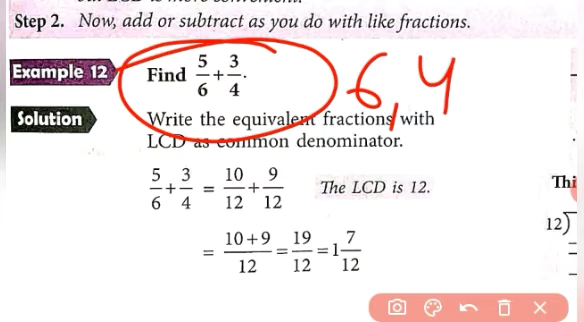 Step 2. Now, add or subtract as you do with like fractions.
Example 12 Find 5/6 + 3/4.
6, 4
Solution Write the equivalent fractions with
LCD as common denominator.
5/6 + 3/4 = 10/12 + 9/12 The LCD is 12.
= 10+9/12 = 19/12 = 1 7/12
12)